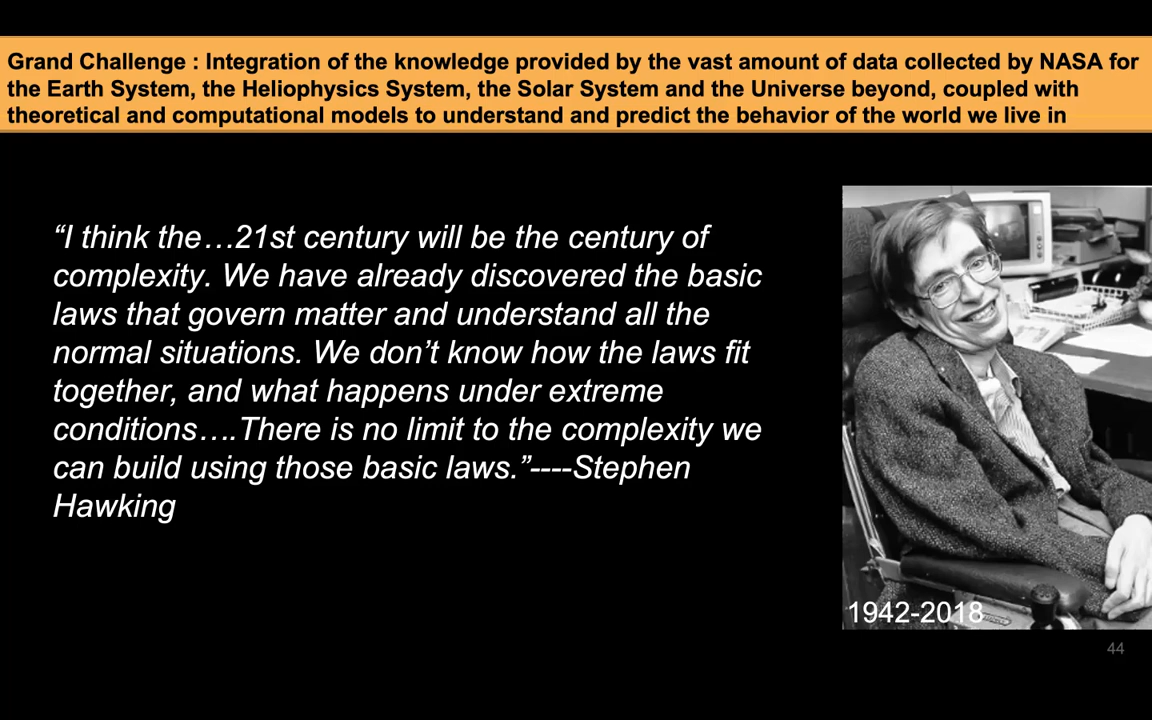 Grand Challenge : Integration of the knowledge provided by the vast amount of data collected by NASA for
the Earth System, the Heliophysics System, the Solar System and the Universe beyond, coupled with
theoretical and computational models to understand and predict the behavior of the world we live in
“I think the…21st century will be the century of
complexity. We have already discovered the basic
laws that govern matter and understand all the
normal situations. We don’t know how the laws fit
together, and what happens under extreme
conditions….There is no limit to the complexity we
can build using those basic laws.”----Stephen
Hawking
1942-2018
44